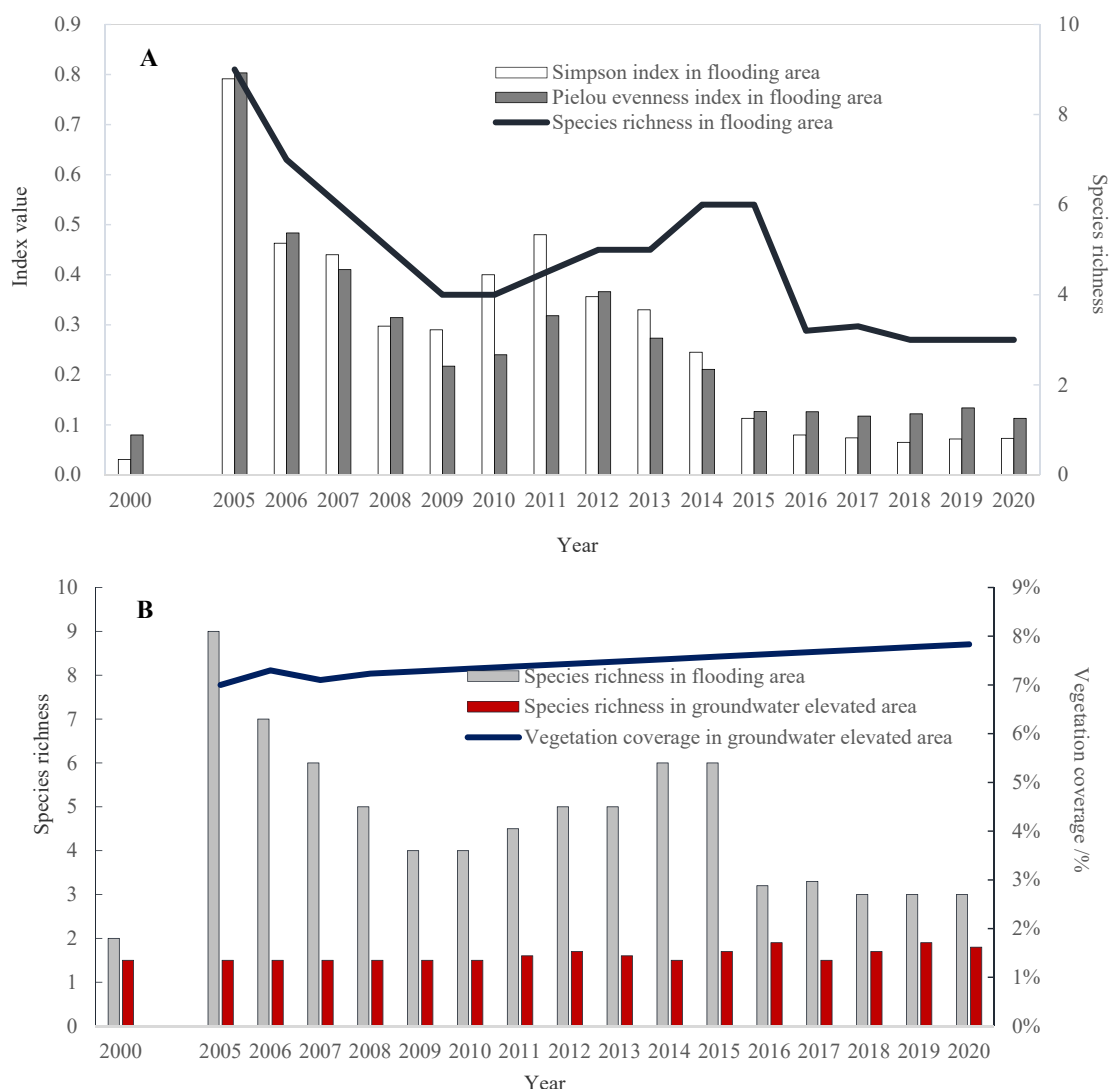 A
Simpson index in flooding area
Pielou evenness index in flooding area
Species richness in flooding area
Index value
0.9
0.8
0.7
0.6
0.5
0.4
0.3
0.2
0.1
0.0
10
8
6
4
2
0
Species richness
2000 2005 2006 2007 2008 2009 2010 2011 2012 2013 2014 2015 2016 2017 2018 2019 2020
Year
B
Species richness in flooding area
Species richness in groundwater elevated area
Vegetation coverage in groundwater elevated area
Species richness
10
9
8
7
6
5
4
3
2
1
0
9%
8%
7%
6%
5%
4%
3%
2%
1%
0%
Vegetation coverage /%
2000 2005 2006 2007 2008 2009 2010 2011 2012 2013 2014 2015 2016 2017 2018 2019 2020
Year